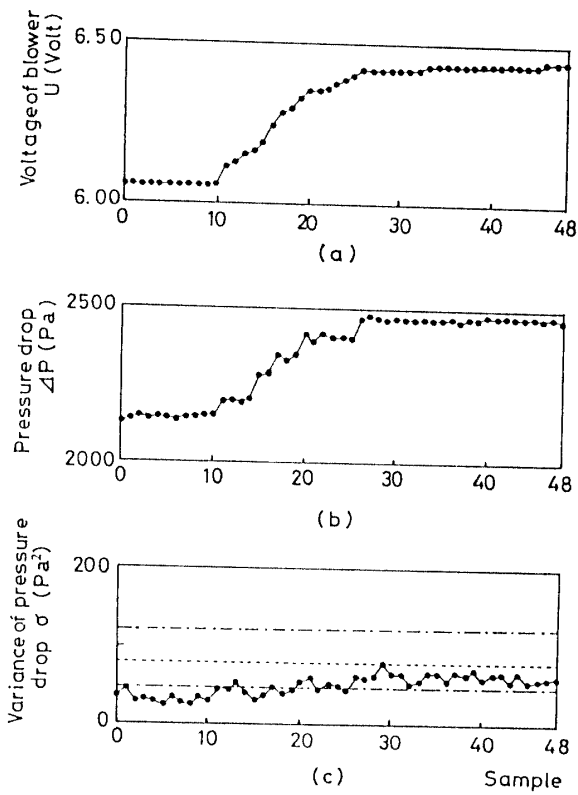 Voltage of blower
U (Volt)
6.50
6.00
0 10 20 30 40 48
(a)
Pressure drop
ΔP (Pa)
2500
2000
0 10 20 30 40 48
(b)
Variance of pressure
drop σ (Pa²)
200
0
0 10 20 30 40 48
(c) Sample